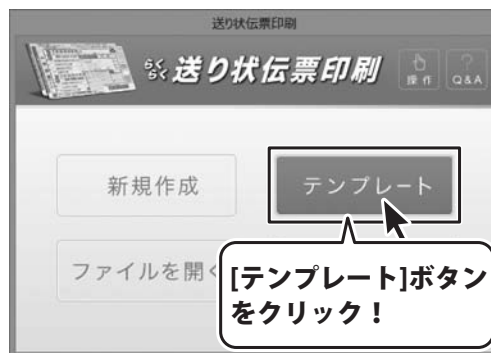 送り状伝票印刷
らくらく送り状伝票印刷
操作
Q&A
新規作成
テンプレート
ファイルを開く
[テンプレート]ボタン
をクリック！